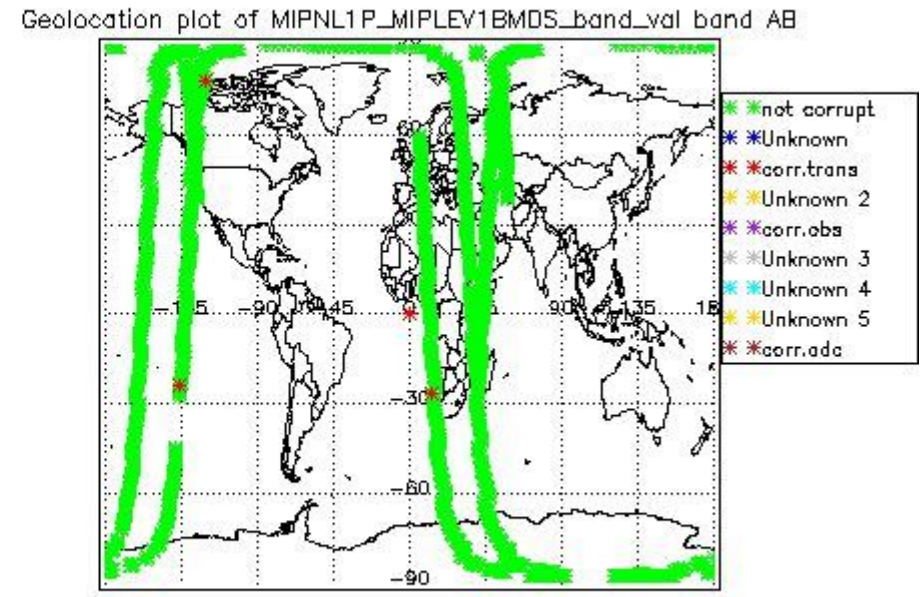 Geolocation plot of MIPNL1P_MIPLEV1BMDS_band_val band AB
not corrupt
Unknown
corr.trans
Unknown 2
corr.obs
Unknown 3
Unknown 4
Unknown 5
corr.adc
60
-90
-45
90
135
-30
-60
-90